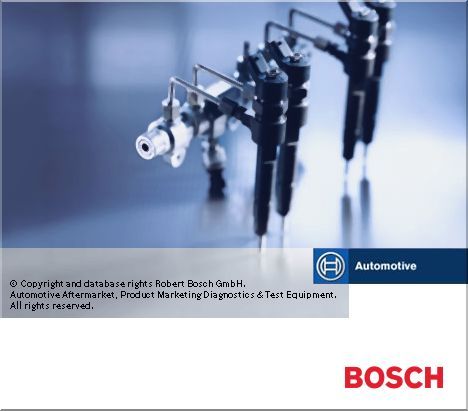 Automotive
© Copyright and database rights Robert Bosch GmbH.
Automotive Aftermarket, Product Marketing Diagnostics & Test Equipment.
All rights reserved.
BOSCH